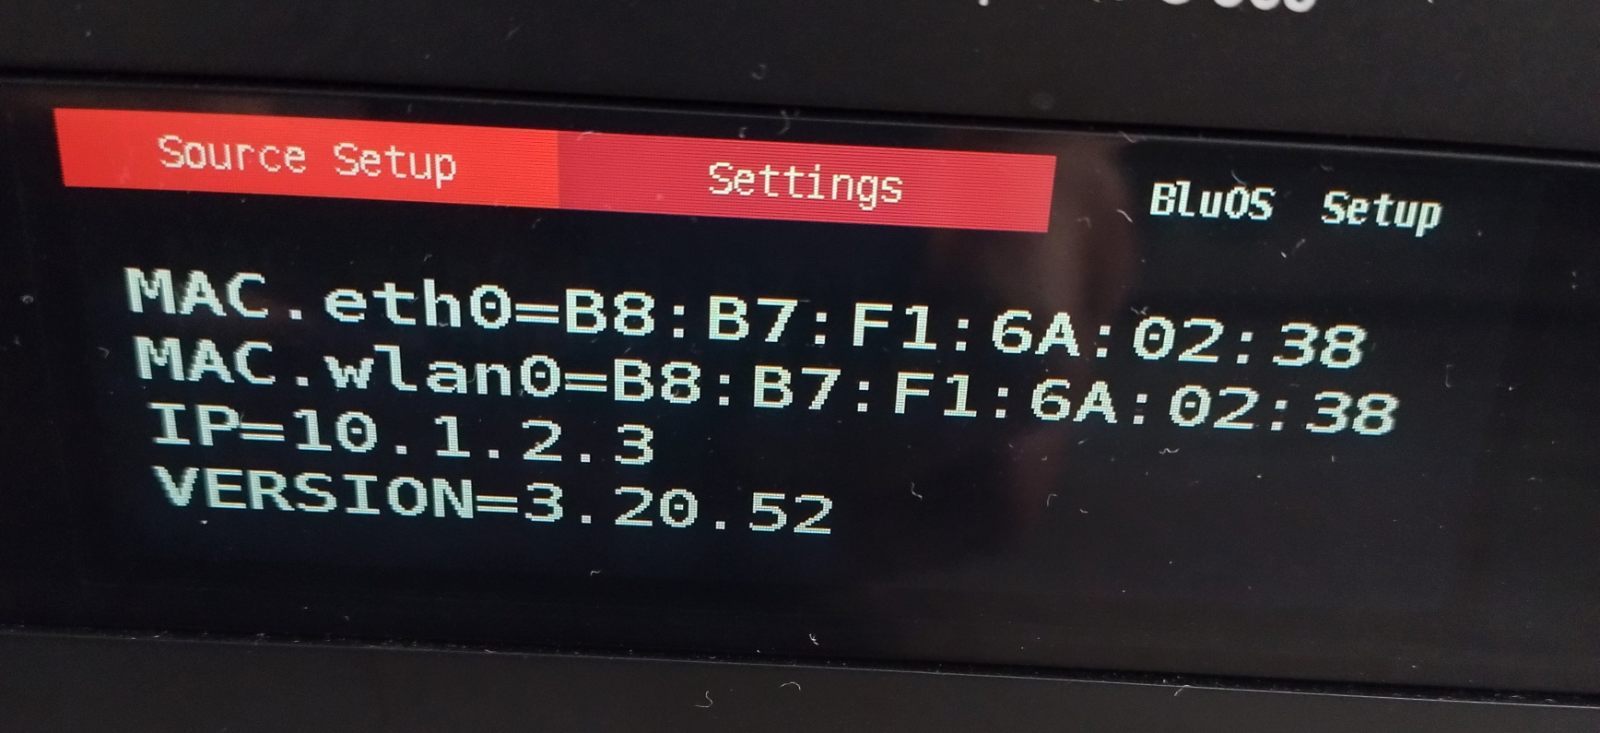 Source Setup Settings BluOS Setup
MAC.eth0=B8:B7:F1:6A:02:38
MAC.wlan0=B8:B7:F1:6A:02:38
IP=10.1.2.3
VERSION=3.20.52